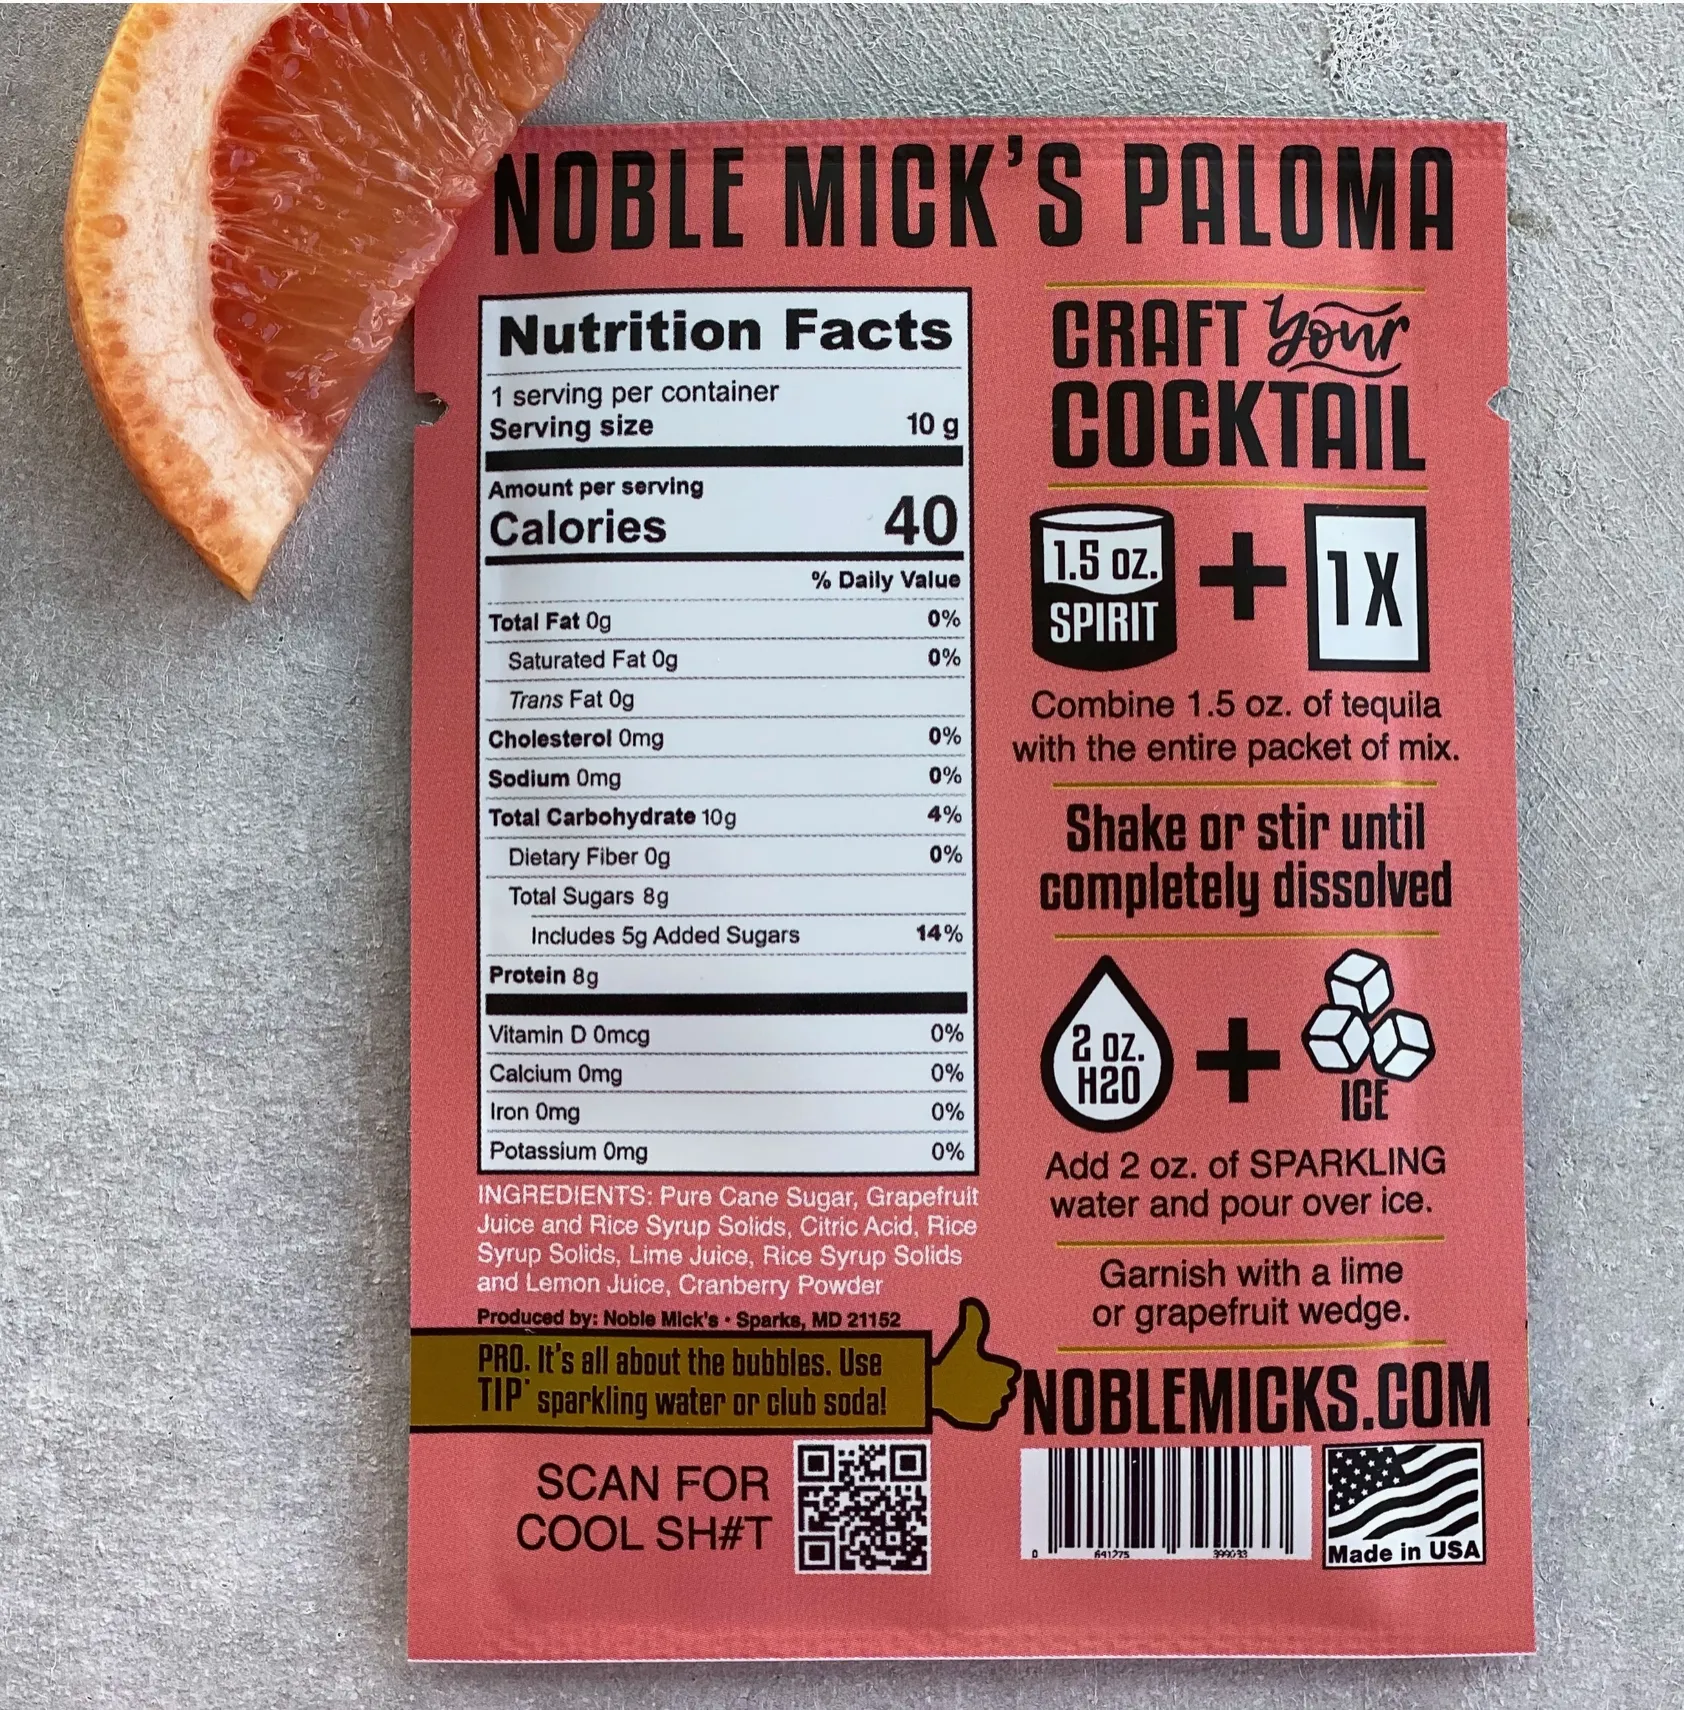 NOBLE MICK'S PALOMA
Nutrition Facts
1 serving per container
Serving size 10 g
Amount per serving
Calories 40
% Daily Value
Total Fat 0g 0%
Saturated Fat 0g 0%
Trans Fat 0g
Cholesterol 0mg 0%
Sodium 0mg 0%
Total Carbohydrate 10g 4%
Dietary Fiber 0g 0%
Total Sugars 8g
Includes 5g Added Sugars 14%
Protein 8g
Vitamin D 0mcg 0%
Calcium 0mg 0%
Iron 0mg 0%
Potassium 0mg 0%
INGREDIENTS: Pure Cane Sugar, Grapefruit
Juice and Rice Syrup Solids, Citric Acid, Rice
Syrup Solids, Lime Juice, Rice Syrup Solids
and Lemon Juice, Cranberry Powder
Produced by: Noble Mick's • Sparks, MD 21152
PRO. It's all about the bubbles. Use
TIP' sparkling water or club soda!
SCAN FOR
COOL SH#T
CRAFT Your
COCKTAIL
1.5 OZ.
SPIRIT
+
1X
Combine 1.5 oz. of tequila
with the entire packet of mix.
Shake or stir until
completely dissolved
2 OZ.
H2O
+
ICE
Add 2 oz. of SPARKLING
water and pour over ice.
Garnish with a lime
or grapefruit wedge.
NOBLEMICKS.COM
0 641275 399033
Made in USA